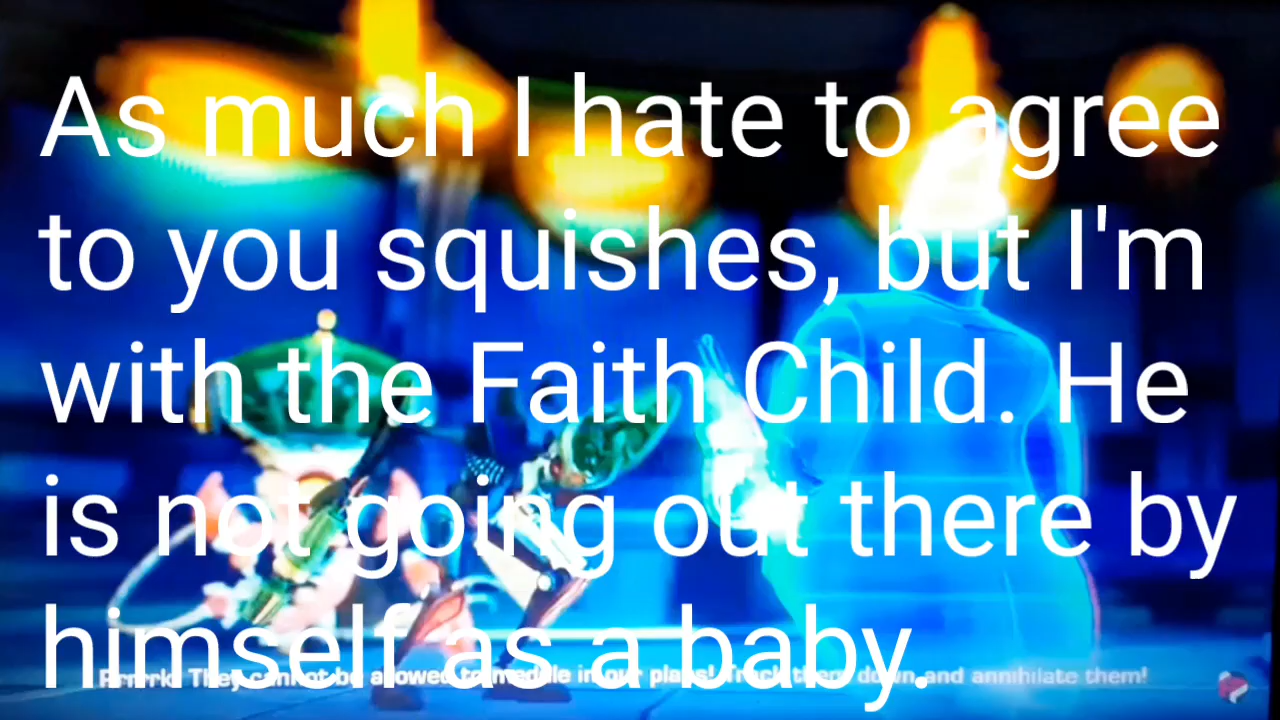 As much I hate to agree
to you squishes, but I'm
with the Faith Child. He
is not going out there by
himself as a baby.
They cannot be allowed to meddle in our plans! Track them down and annihilate them!